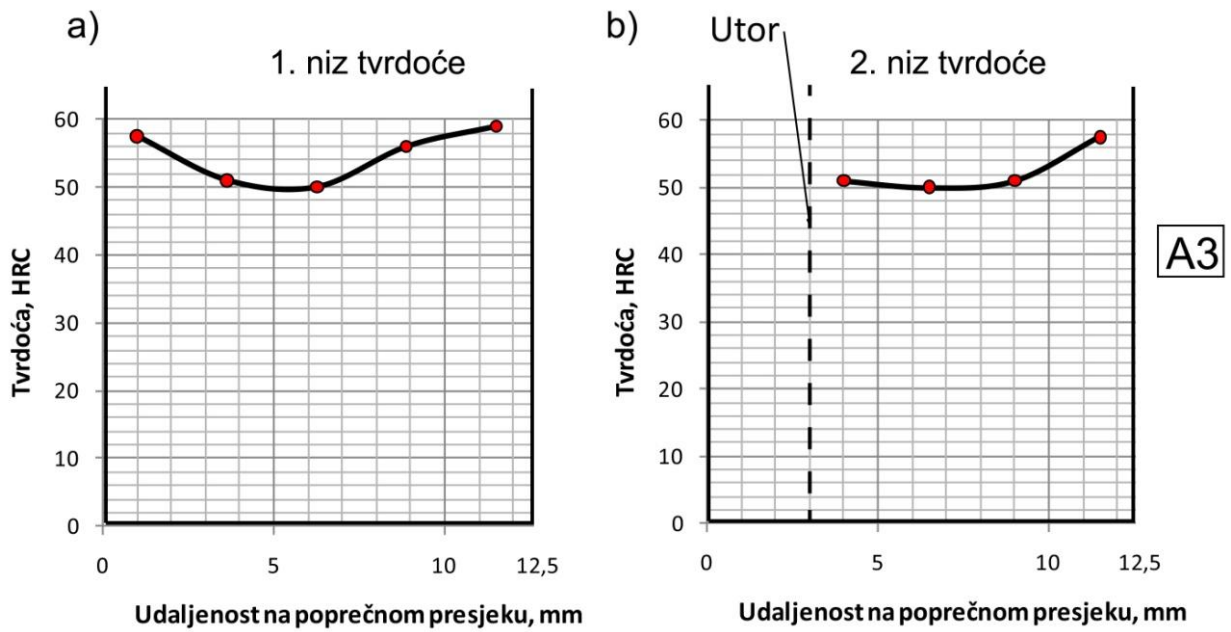 a)
1. niz tvrdoće
Tvrdoća, HRC
60
50
40
30
20
10
0
0 5 10 12,5
Udaljenost na poprečnom presjeku, mm
b)
Utor
2. niz tvrdoće
Tvrdoća, HRC
60
50
40
30
20
10
0
0 5 10 12,5
Udaljenost na poprečnom presjeku, mm
A3